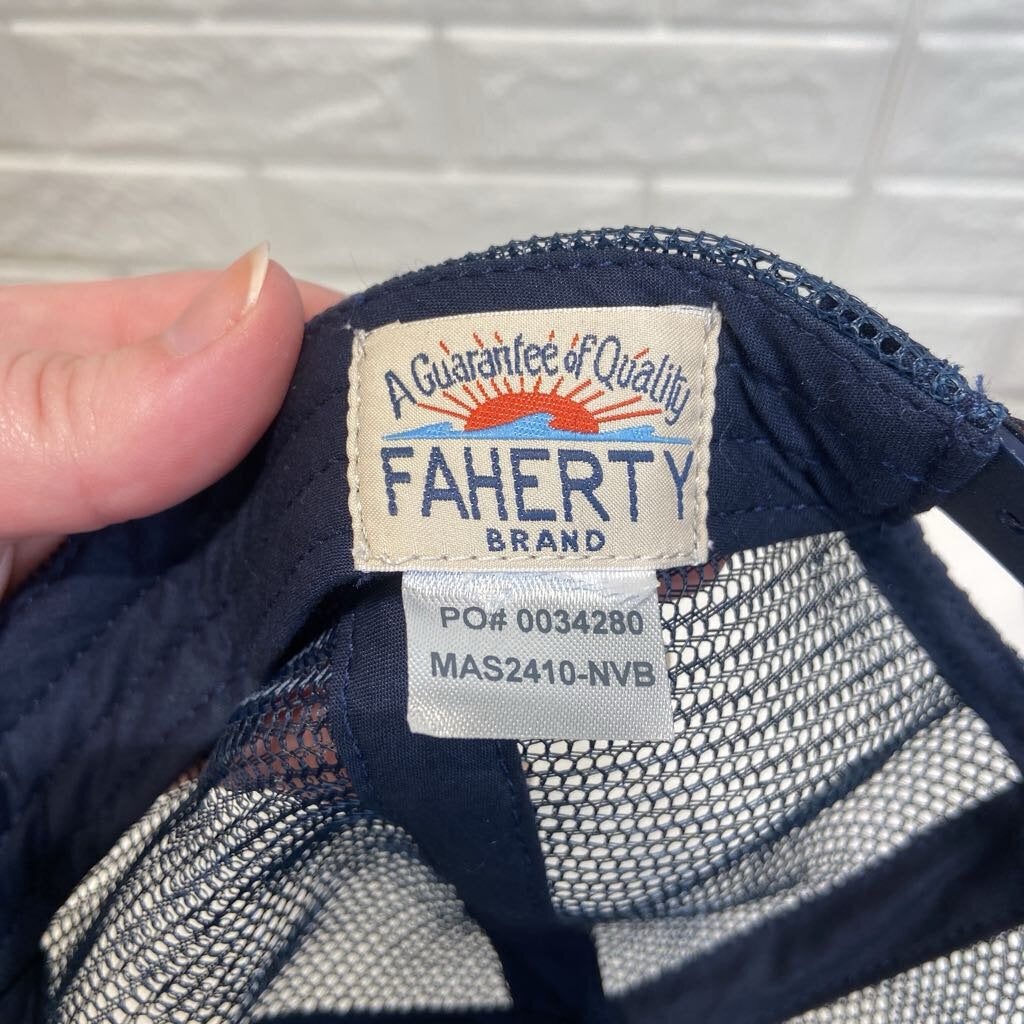 A Guarantee of Quality
FAHERTY
BRAND
PO# 0034280
MAS2410-NVB